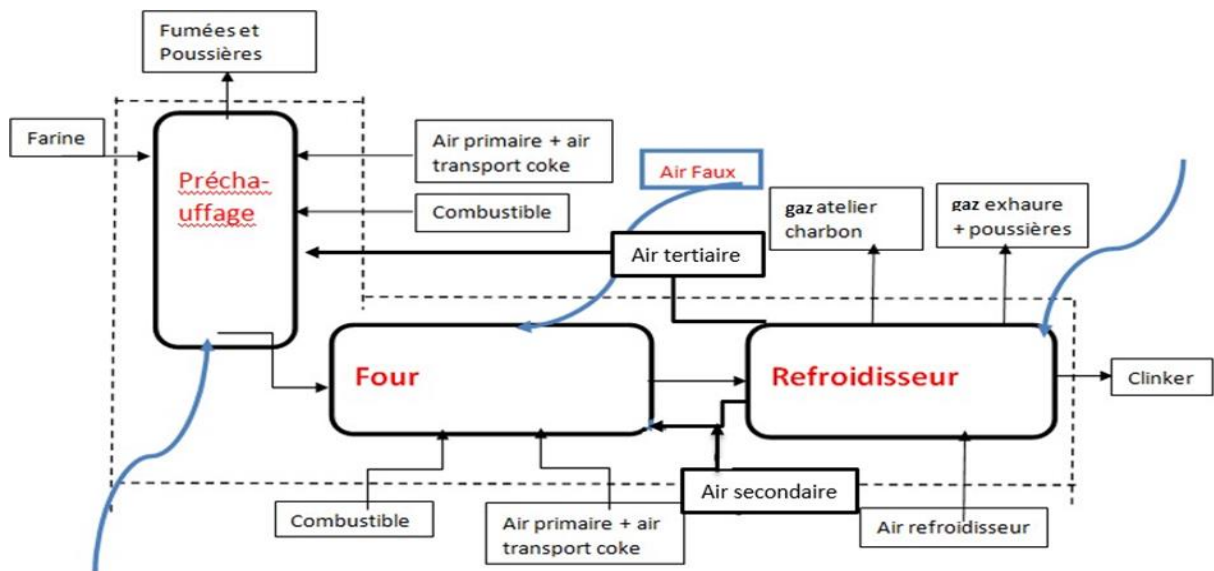 Fumées et
Poussières
Farine
Précha-
uffage
Air primaire + air
transport coke
Combustible
Air Faux
gaz atelier
charbon
gaz exhaure
+ poussières
Air tertiaire
Four
Refroidisseur
Clinker
Combustible
Air primaire + air
transport coke
Air secondaire
Air refroidisseur